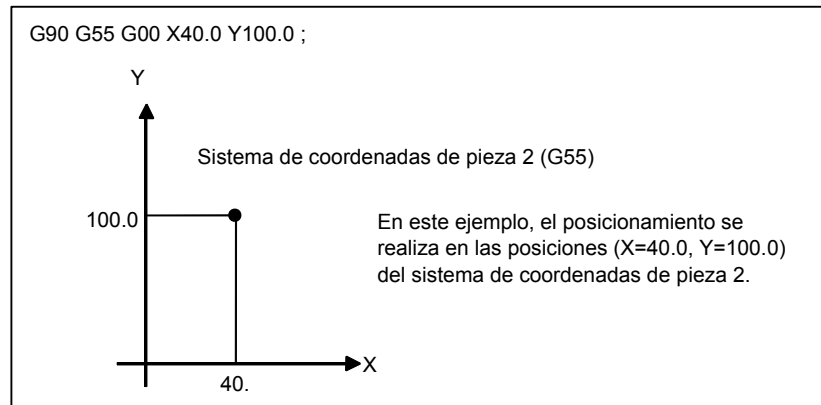 G90 G55 G00 X40.0 Y100.0 ;
Y
Sistema de coordenadas de pieza 2 (G55)
100.0
En este ejemplo, el posicionamiento se
realiza en las posiciones (X=40.0, Y=100.0)
del sistema de coordenadas de pieza 2.
X
40.